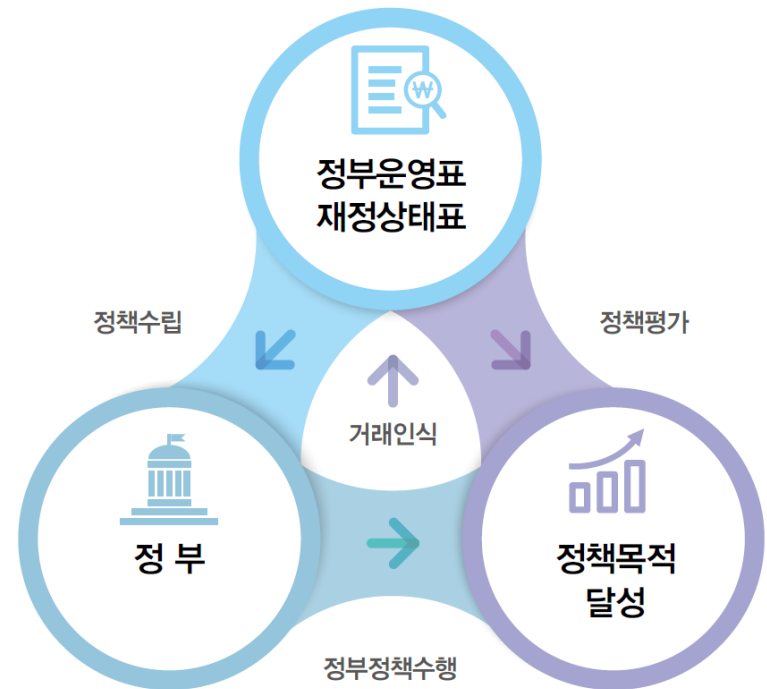 ₩
정부운영표
재정상태표
정책수립
정책평가
거래인식
정 부
정책목적
달성
정부정책수행